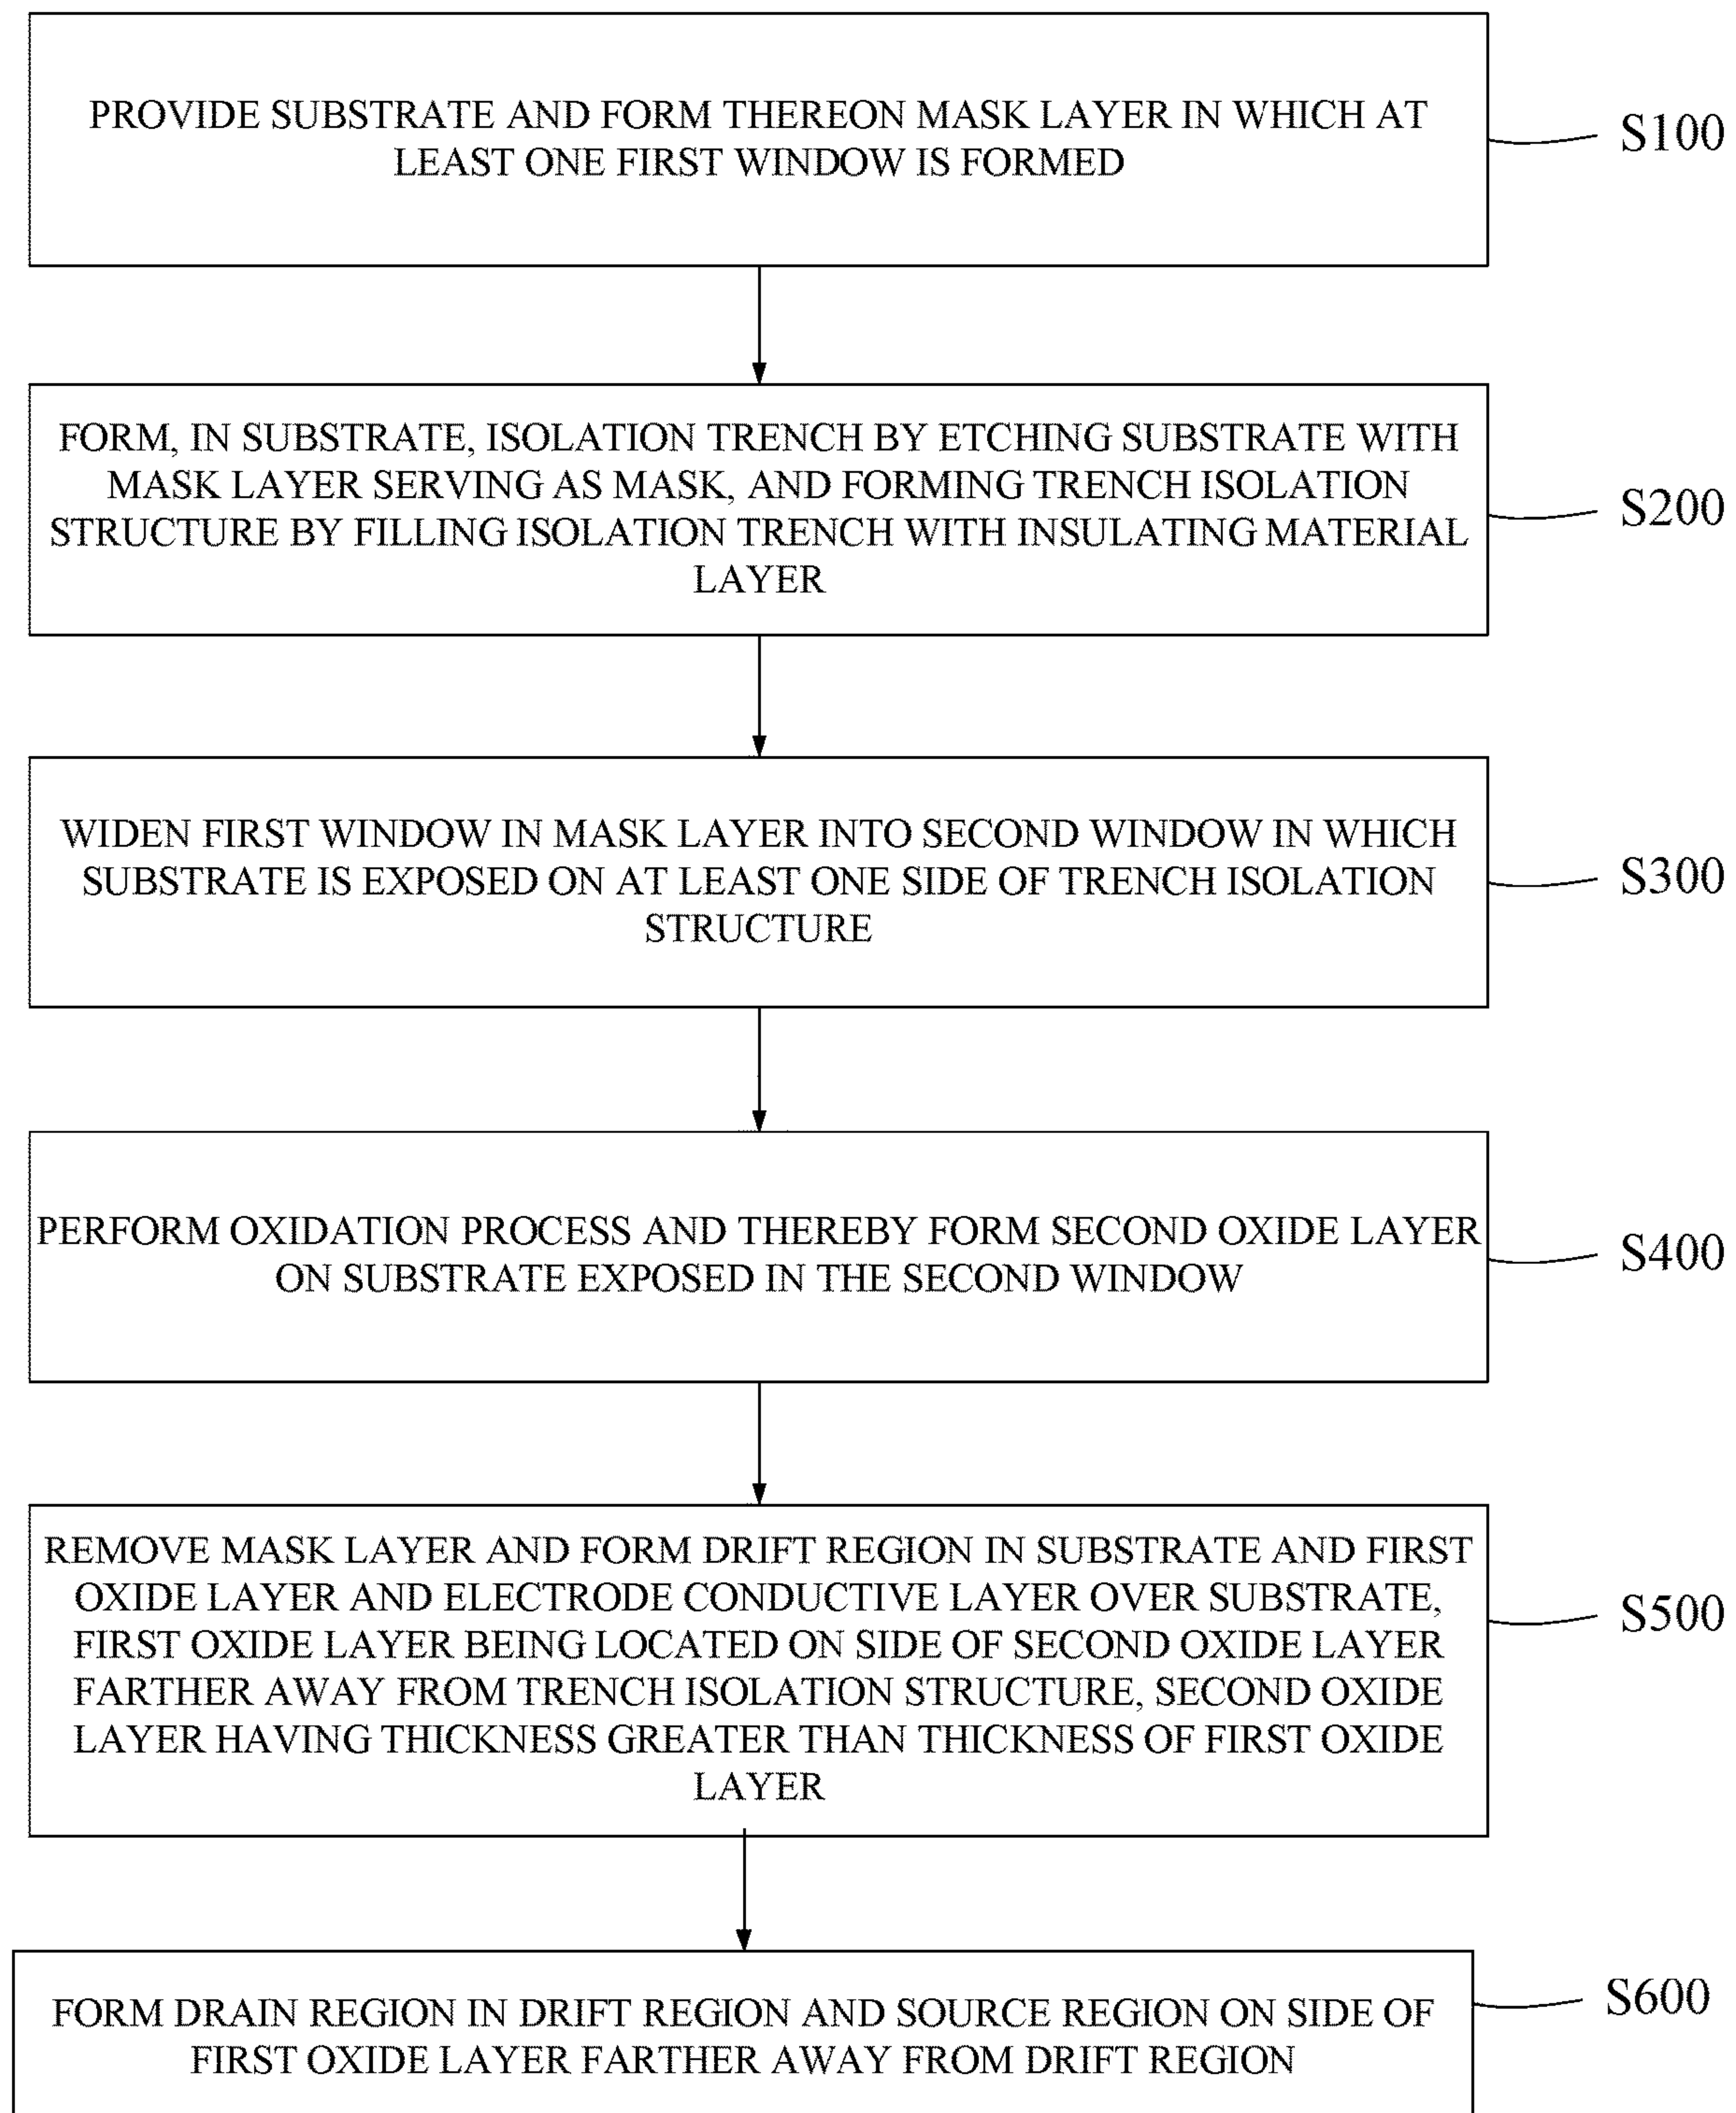 PROVIDE SUBSTRATE AND FORM THEREON MASK LAYER IN WHICH AT
LEAST ONE FIRST WINDOW IS FORMED
S100
FORM, IN SUBSTRATE, ISOLATION TRENCH BY ETCHING SUBSTRATE WITH
MASK LAYER SERVING AS MASK, AND FORMING TRENCH ISOLATION
STRUCTURE BY FILLING ISOLATION TRENCH WITH INSULATING MATERIAL
LAYER
S200
WIDEN FIRST WINDOW IN MASK LAYER INTO SECOND WINDOW IN WHICH
SUBSTRATE IS EXPOSED ON AT LEAST ONE SIDE OF TRENCH ISOLATION
STRUCTURE
S300
PERFORM OXIDATION PROCESS AND THEREBY FORM SECOND OXIDE LAYER
ON SUBSTRATE EXPOSED IN THE SECOND WINDOW
S400
REMOVE MASK LAYER AND FORM DRIFT REGION IN SUBSTRATE AND FIRST
OXIDE LAYER AND ELECTRODE CONDUCTIVE LAYER OVER SUBSTRATE,
FIRST OXIDE LAYER BEING LOCATED ON SIDE OF SECOND OXIDE LAYER
FARTHER AWAY FROM TRENCH ISOLATION STRUCTURE, SECOND OXIDE
LAYER HAVING THICKNESS GREATER THAN THICKNESS OF FIRST OXIDE
LAYER
S500
FORM DRAIN REGION IN DRIFT REGION AND SOURCE REGION ON SIDE OF
FIRST OXIDE LAYER FARTHER AWAY FROM DRIFT REGION
S600